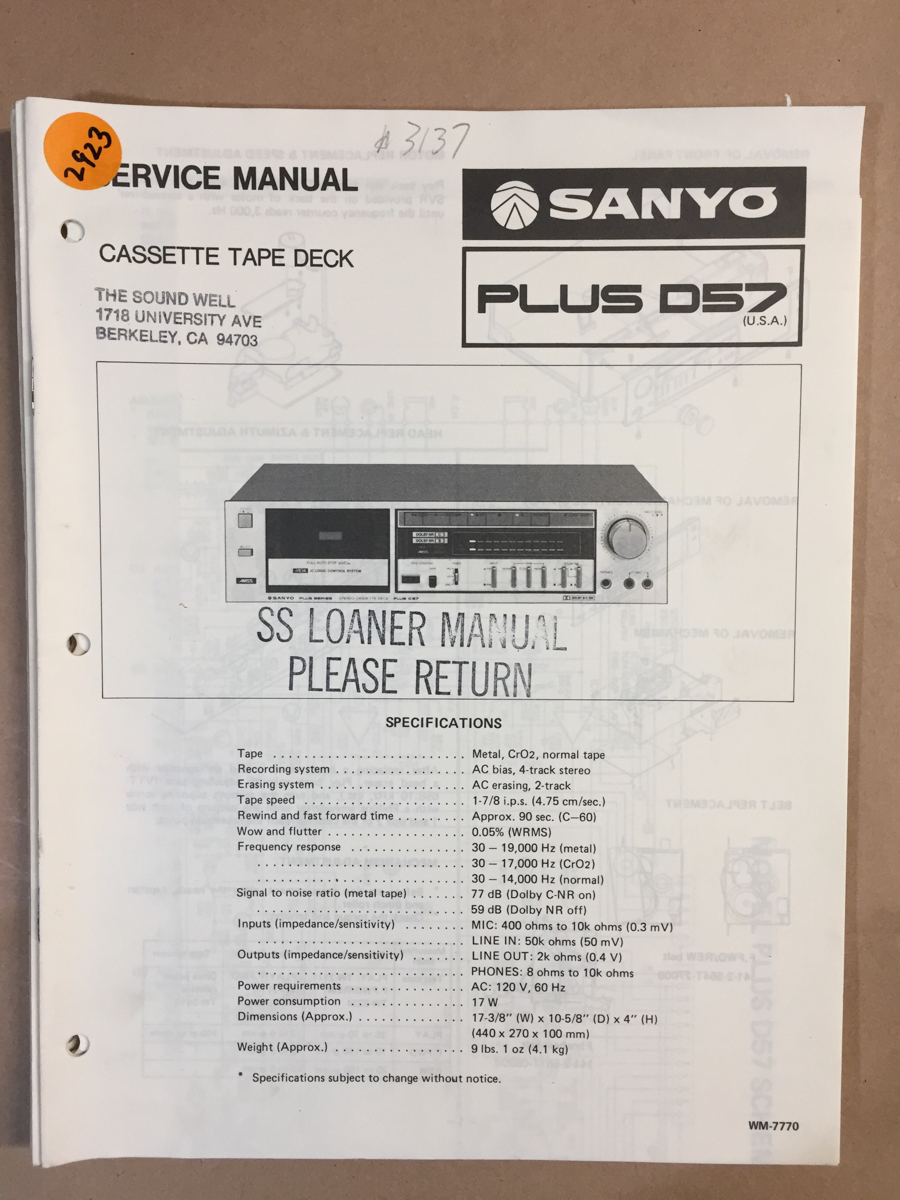 2923
# 3137
SERVICE MANUAL
SANYO
CASSETTE TAPE DECK
PLUS D57
(U.S.A.)
THE SOUND WELL
1718 UNIVERSITY AVE
BERKELEY, CA 94703
SANYO PLUS SERIES
PLUS D57
SS LOANER MANUAL
PLEASE RETURN
SPECIFICATIONS
Tape . . . . . . . . . . . . . . . . . . . . . . . . . Metal, CrO2, normal tape
Recording system . . . . . . . . . . . . . . . . . AC bias, 4-track stereo
Erasing system . . . . . . . . . . . . . . . . . . . . AC erasing, 2-track
Tape speed . . . . . . . . . . . . . . . . . . . . . 1-7/8 i.p.s. (4.75 cm/sec.)
Rewind and fast forward time . . . . . . . . . Approx. 90 sec. (C–60)
Wow and flutter . . . . . . . . . . . . . . . . . . 0.05% (WRMS)
Frequency response . . . . . . . . . . . . . . . 30 – 19,000 Hz (metal)
. . . . . . . . . . . . . . . . . . . . . . . . . . . 30 – 17,000 Hz (CrO2)
. . . . . . . . . . . . . . . . . . . . . . . . . . . 30 – 14,000 Hz (normal)
Signal to noise ratio (metal tape) . . . . . . . 77 dB (Dolby C-NR on)
. . . . . . . . . . . . . . . . . . . . . . . . . . . 59 dB (Dolby NR off)
Inputs (impedance/sensitivity) . . . . . . . . MIC: 400 ohms to 10k ohms (0.3 mV)
. . . . . . . . . . . . . . . . . . . . . . . . . . . LINE IN: 50k ohms (50 mV)
Outputs (impedance/sensitivity) . . . . . . . LINE OUT: 2k ohms (0.4 V)
. . . . . . . . . . . . . . . . . . . . . . . . . . . PHONES: 8 ohms to 10k ohms
Power requirements . . . . . . . . . . . . . . . . AC: 120 V, 60 Hz
Power consumption . . . . . . . . . . . . . . . 17 W
Dimensions (Approx.) . . . . . . . . . . . . . . 17-3/8" (W) x 10-5/8" (D) x 4" (H)
(440 x 270 x 100 mm)
Weight (Approx.) . . . . . . . . . . . . . . . . . 9 lbs. 1 oz (4.1 kg)
* Specifications subject to change without notice.
WM-7770